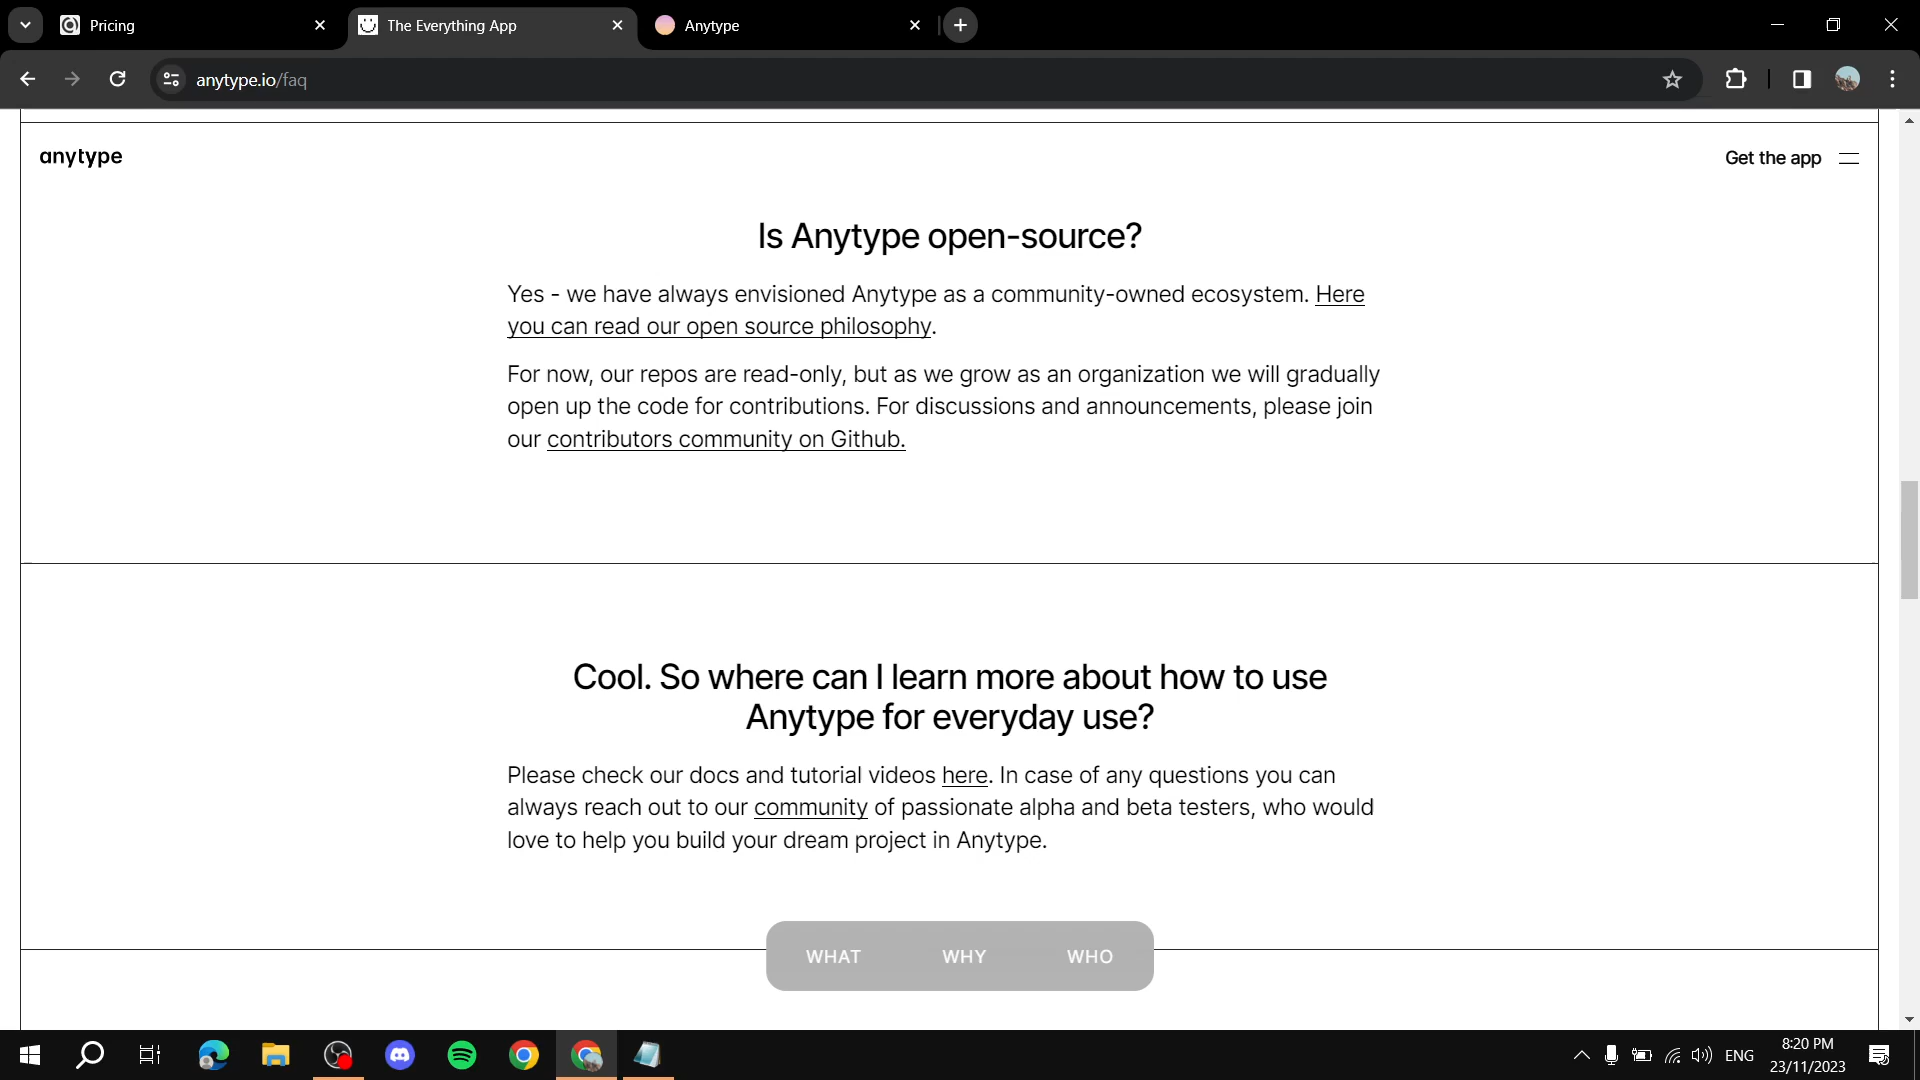 Pricing
The Everything App
Anytype
anytype.io/faq
anytype
Get the app
Is Anytype open-source?
Yes - we have always envisioned Anytype as a community-owned ecosystem. Here
you can read our open source philosophy.
For now, our repos are read-only, but as we grow as an organization we will gradually
open up the code for contributions. For discussions and announcements, please join
our contributors community on Github.
Cool. So where can I learn more about how to use
Anytype for everyday use?
Please check our docs and tutorial videos here. In case of any questions you can
always reach out to our community of passionate alpha and beta testers, who would
love to help you build your dream project in Anytype.
WHAT WHY WHO
ENG
8:20 PM
23/11/2023